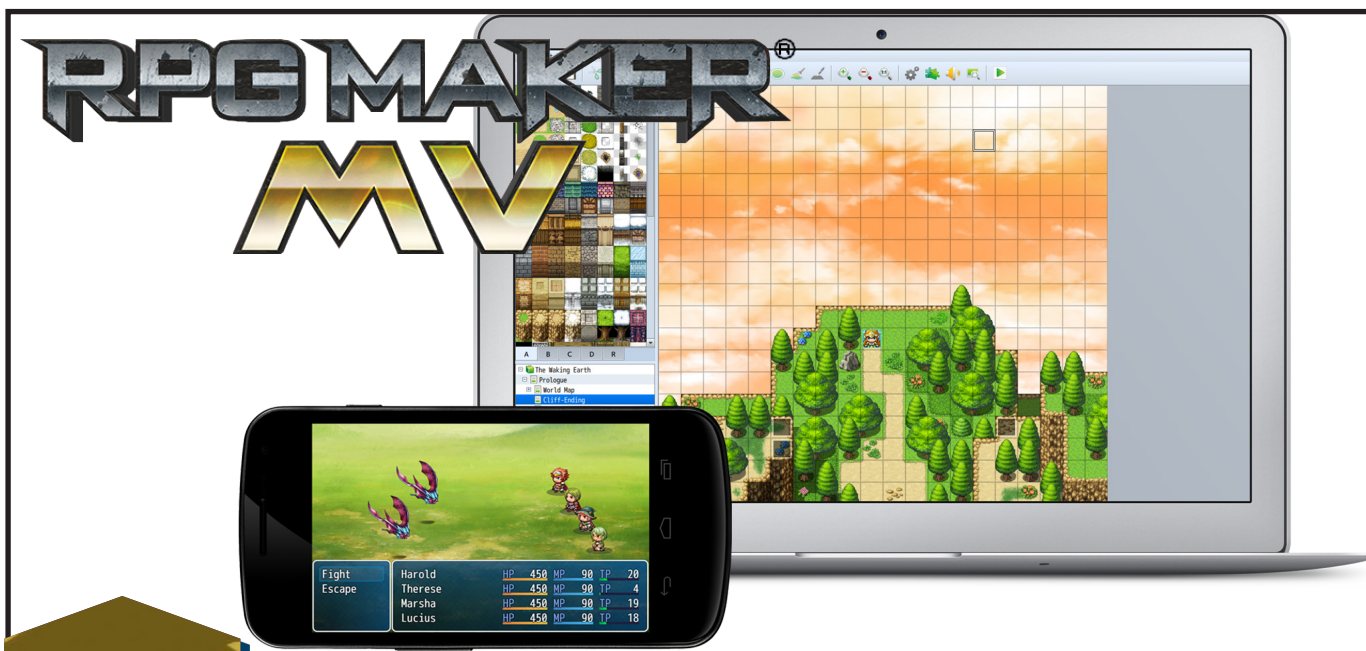 RPG MAKER®
MV
A B C D R
The Waking Earth
Prologue
World Map
Cliff-Ending
Fight
Escape
Harold HP 450 MP 90 TP 20
Therese HP 450 MP 90 TP 4
Marsha HP 450 MP 90 TP 19
Lucius HP 450 MP 90 TP 18